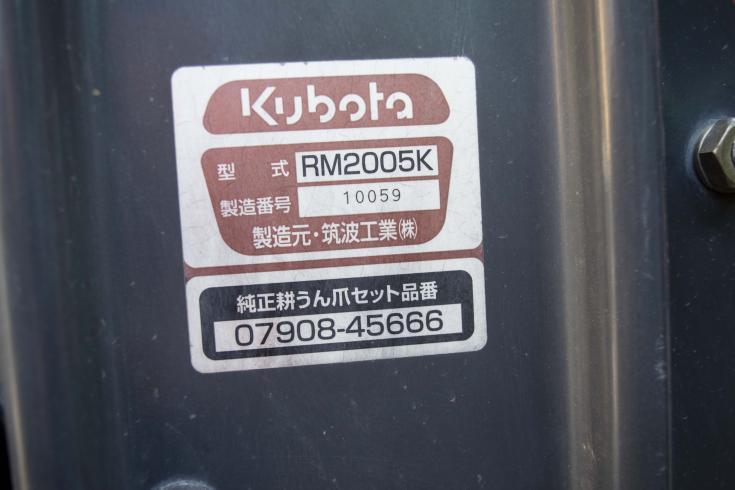 Kubota
型 式 RM2005K
製造番号 10059
製造元・筑波工業㈱
純正耕うん爪セット品番
07908-45666